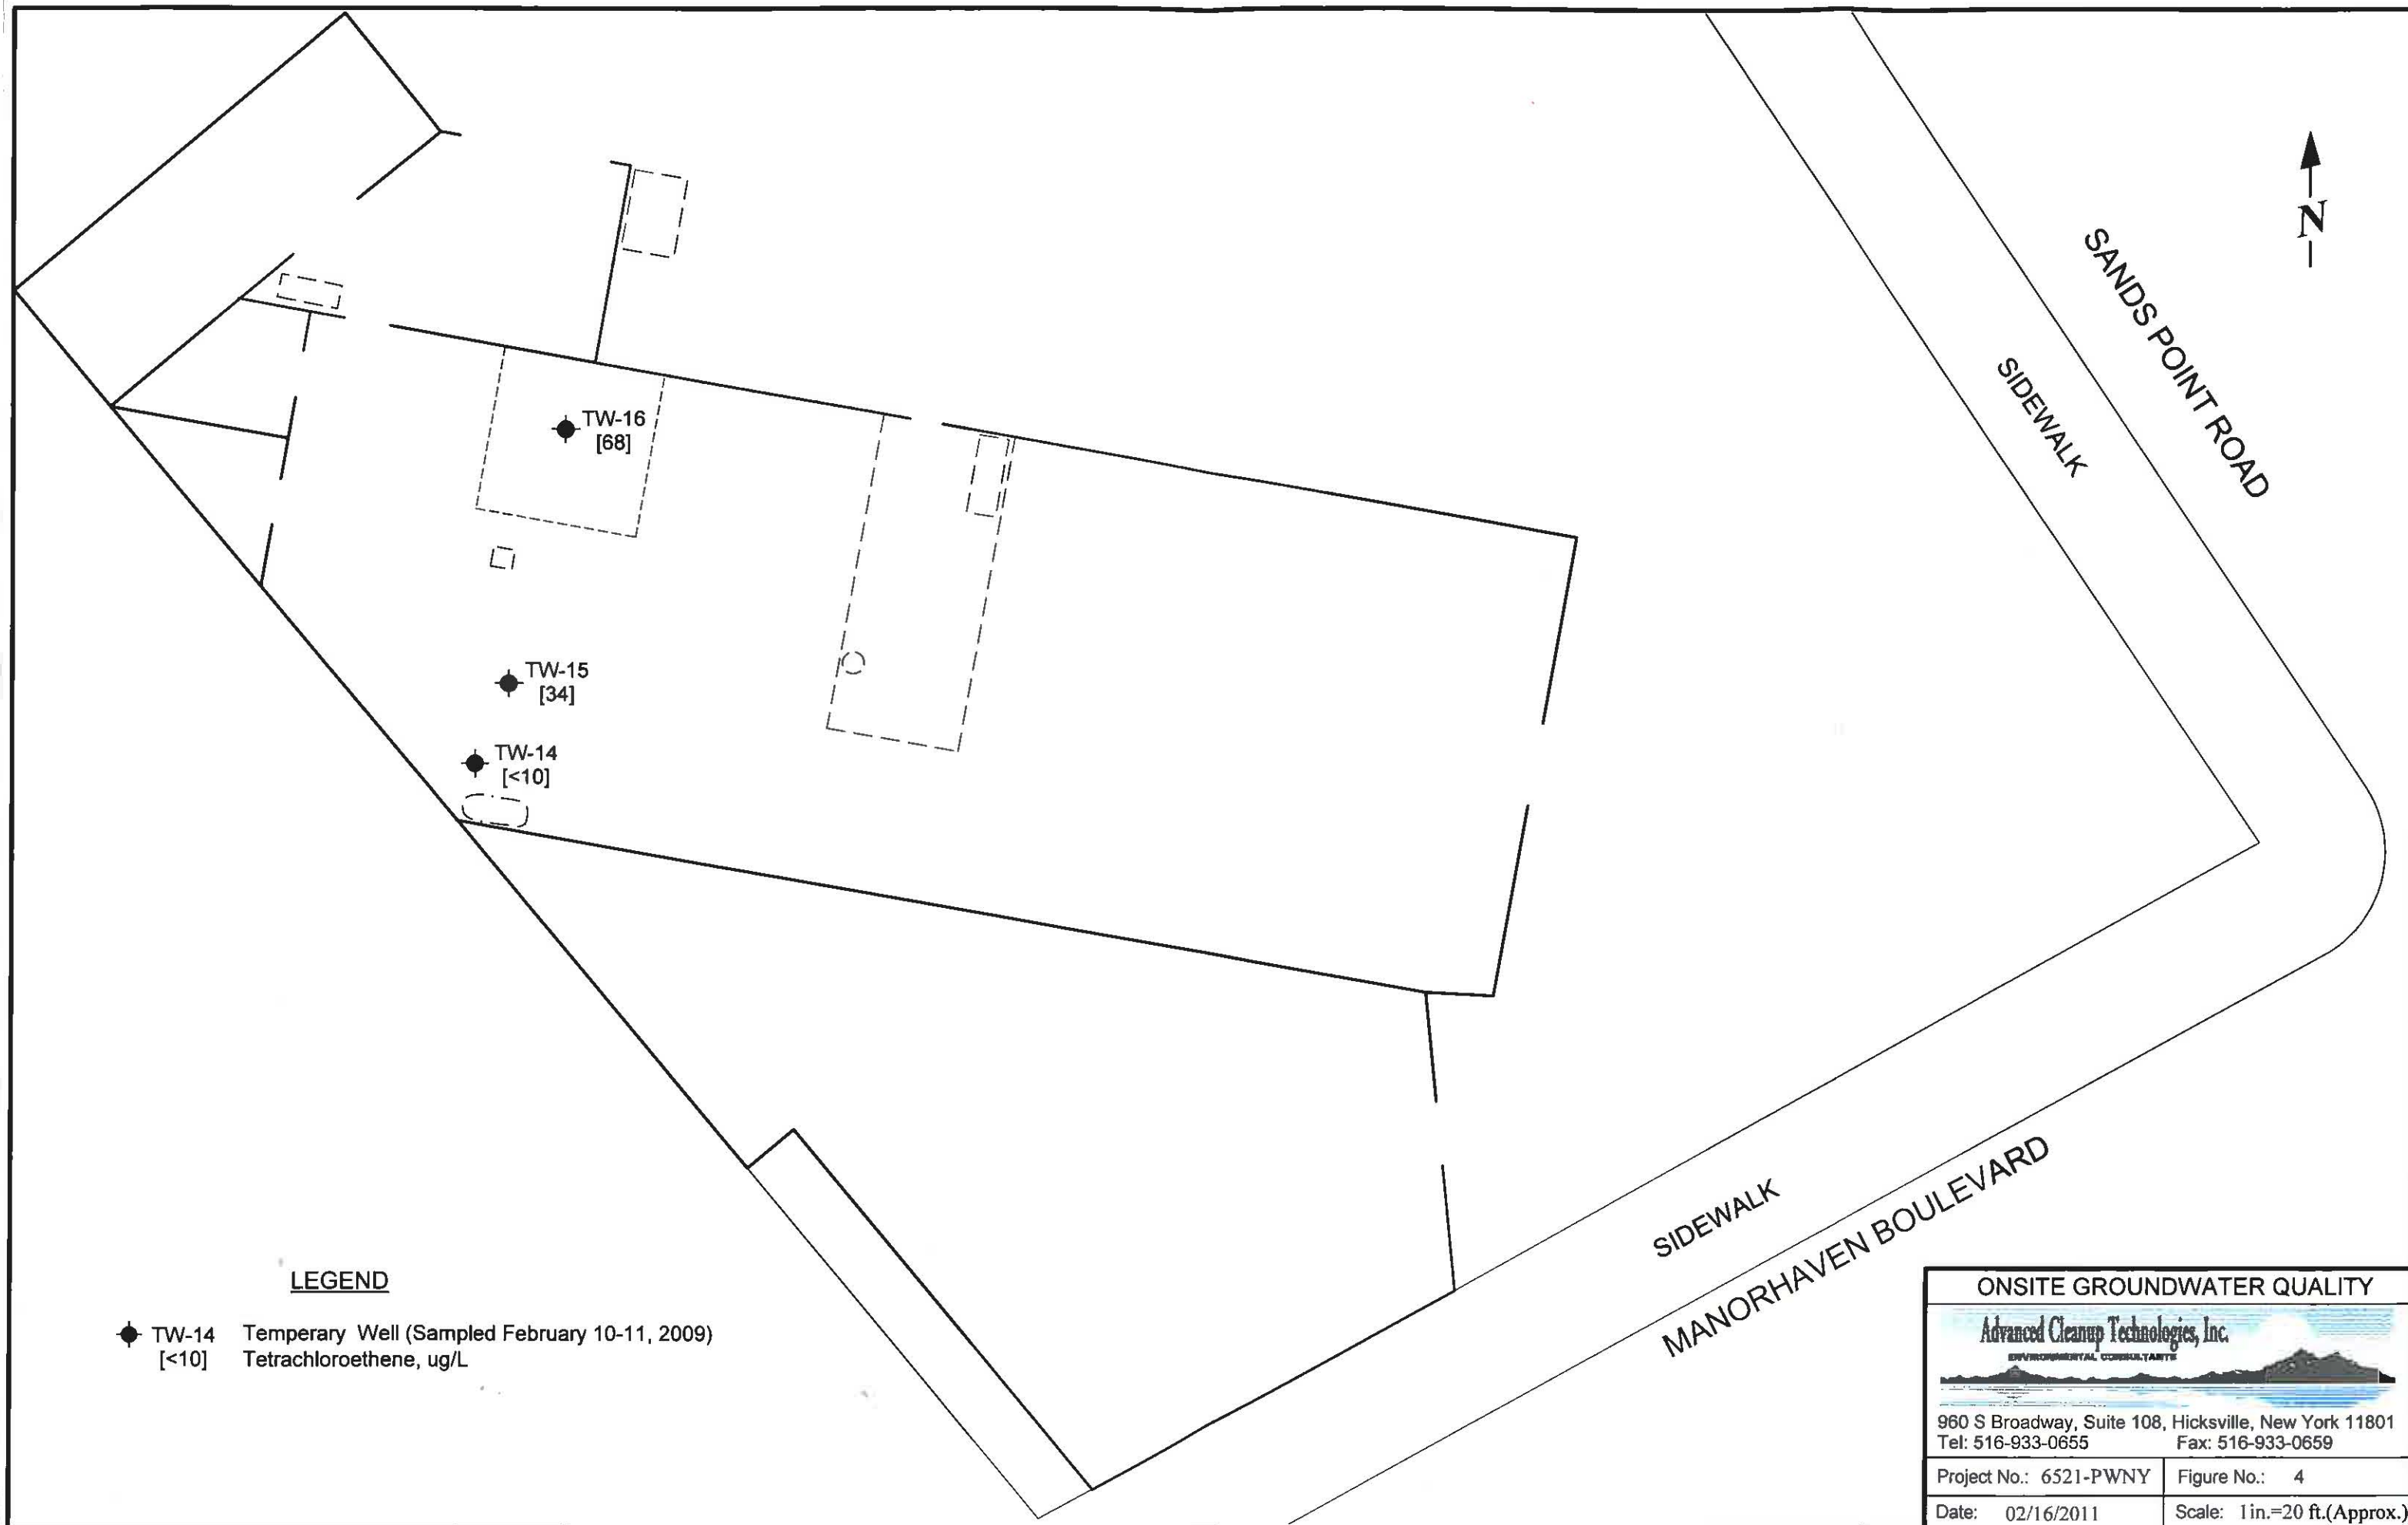 N
SANDS POINT ROAD
SIDEWALK
TW-16
[68]
TW-15
[34]
TW-14
[<10]
SIDEWALK
MANORHAVEN BOULEVARD
LEGEND
TW-14 Temperary Well (Sampled February 10-11, 2009)
[<10] Tetrachloroethene, ug/L
ONSITE GROUNDWATER QUALITY
Advanced Cleanup Technologies, Inc.
ENVIRONMENTAL CONSULTANTS
960 S Broadway, Suite 108, Hicksville, New York 11801
Tel: 516-933-0655 Fax: 516-933-0659
Project No.: 6521-PWNY Figure No.: 4
Date: 02/16/2011 Scale: 1in.=20 ft.(Approx.)